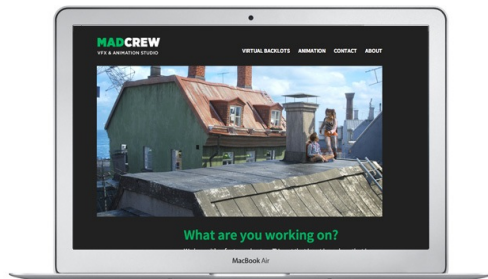 MADCREW
VFX & ANIMATION STUDIO
VIRTUAL BACKLOTS ANIMATION CONTACT ABOUT
What are you working on?
MacBook Air